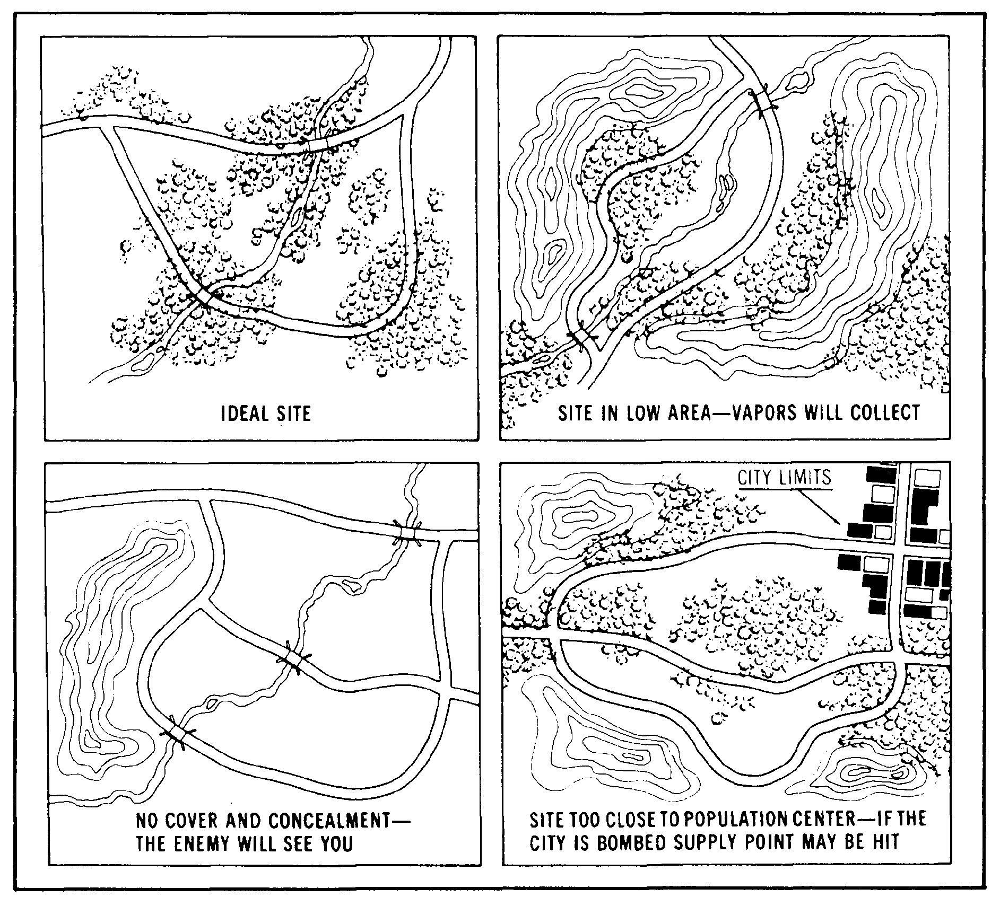 IDEAL SITE
SITE IN LOW AREA—VAPORS WILL COLLECT
NO COVER AND CONCEALMENT—
THE ENEMY WILL SEE YOU
CITY LIMITS
SITE TOO CLOSE TO POPULATION CENTER—IF THE
CITY IS BOMBED SUPPLY POINT MAY BE HIT